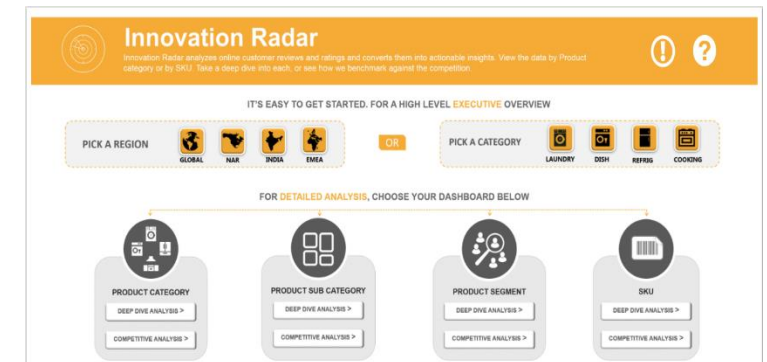 Innovation Radar
Innovation Radar analyzes online customer reviews and ratings and converts them into actionable insights. View the data by Product
category or by SKU. Take a deep dive into each, or see how we benchmark against the competition.
IT'S EASY TO GET STARTED. FOR A HIGH LEVEL EXECUTIVE OVERVIEW
PICK A REGION
GLOBAL
NAR
INDIA
EMEA
OR
PICK A CATEGORY
LAUNDRY
DISH
REFRIG
COOKING
FOR DETAILED ANALYSIS, CHOOSE YOUR DASHBOARD BELOW
PRODUCT CATEGORY
DEEP DIVE ANALYSIS >
COMPETITIVE ANALYSIS >
PRODUCT SUB CATEGORY
DEEP DIVE ANALYSIS >
COMPETITIVE ANALYSIS >
PRODUCT SEGMENT
DEEP DIVE ANALYSIS >
COMPETITIVE ANALYSIS >
SKU
DEEP DIVE ANALYSIS >
COMPETITIVE ANALYSIS >